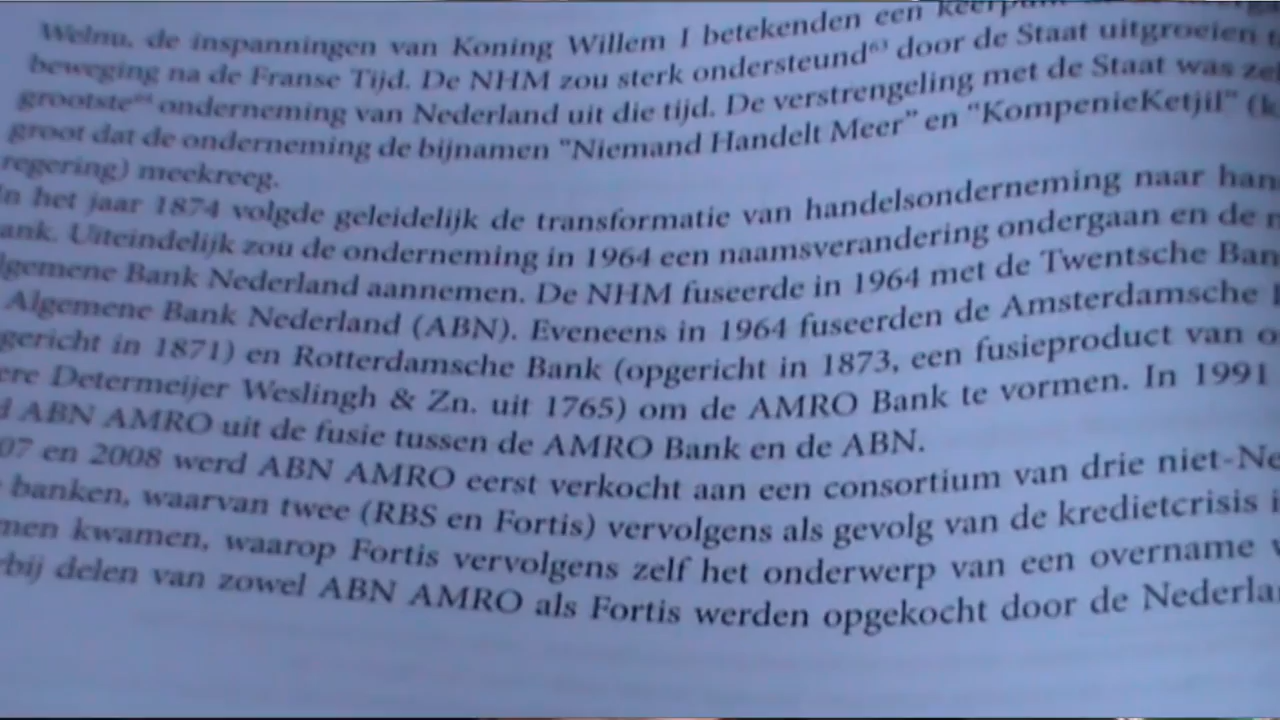 Welnu, de inspanningen van Koning Willem I betekenden een
beweging na de Franse Tijd. De NHM zou sterk ondersteund⁶³ door de Staat uitgroeien
grootste⁶⁴ onderneming van Nederland uit die tijd. De verstrengeling met de Staat was
groot dat de onderneming de bijnamen "Niemand Handelt Meer" en "KompenieKetjil"
regering) meekreeg.
In het jaar 1874 volgde geleidelijk de transformatie van handelsonderneming naar han
ank. Uiteindelijk zou de onderneming in 1964 een naamsverandering ondergaan en de
lgemene Bank Nederland aannemen. De NHM fuseerde in 1964 met de Twentsche Ban
Algemene Bank Nederland (ABN). Eveneens in 1964 fuseerden de Amsterdamsche
gericht in 1871) en Rotterdamsche Bank (opgericht in 1873, een fusieproduct van
ere Determeijer Weslingh & Zn. uit 1765) om de AMRO Bank te vormen. In 1991
d ABN AMRO uit de fusie tussen de AMRO Bank en de ABN.
07 en 2008 werd ABN AMRO eerst verkocht aan een consortium van drie niet-Ne
banken, waarvan twee (RBS en Fortis) vervolgens als gevolg van de kredietcrisis
men kwamen, waarop Fortis vervolgens zelf het onderwerp van een overname
rbij delen van zowel ABN AMRO als Fortis werden opgekocht door de Nederla